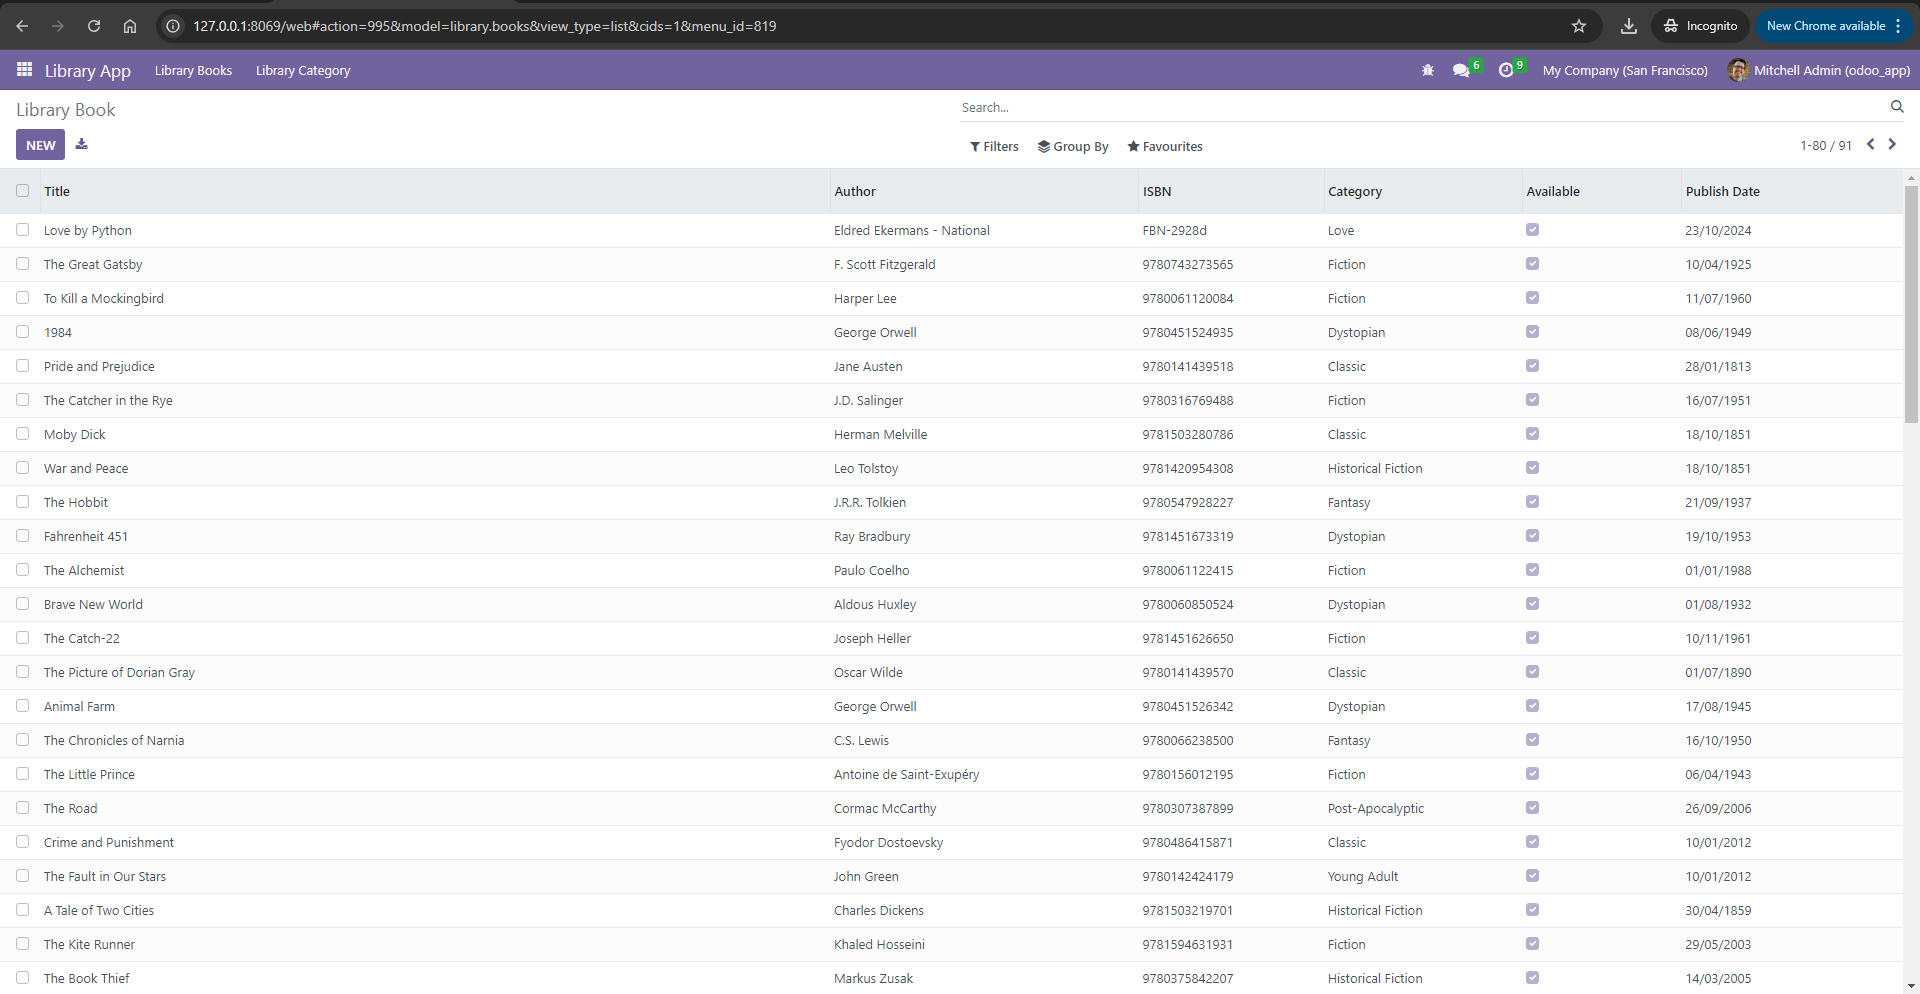 127.0.0.1:8069/web#action=995&model=library.books&view_type=list&cids=1&menu_id=819 Incognito New Chrome available
Library App Library Books Library Category 6 9 My Company (San Francisco) Mitchell Admin (odoo_app)
Library Book Search...
NEW Filters Group By Favourites 1-80 / 91
Title Author ISBN Category Available Publish Date
Love by Python Eldred Ekermans - National FBN-2928d Love 23/10/2024
The Great Gatsby F. Scott Fitzgerald 9780743273565 Fiction 10/04/1925
To Kill a Mockingbird Harper Lee 9780061120084 Fiction 11/07/1960
1984 George Orwell 9780451524935 Dystopian 08/06/1949
Pride and Prejudice Jane Austen 9780141439518 Classic 28/01/1813
The Catcher in the Rye J.D. Salinger 9780316769488 Fiction 16/07/1951
Moby Dick Herman Melville 9781503280786 Classic 18/10/1851
War and Peace Leo Tolstoy 9781420954308 Historical Fiction 18/10/1851
The Hobbit J.R.R. Tolkien 9780547928227 Fantasy 21/09/1937
Fahrenheit 451 Ray Bradbury 9781451673319 Dystopian 19/10/1953
The Alchemist Paulo Coelho 9780061122415 Fiction 01/01/1988
Brave New World Aldous Huxley 9780060850524 Dystopian 01/08/1932
The Catch-22 Joseph Heller 9781451626650 Fiction 10/11/1961
The Picture of Dorian Gray Oscar Wilde 9780141439570 Classic 01/07/1890
Animal Farm George Orwell 9780451526342 Dystopian 17/08/1945
The Chronicles of Narnia C.S. Lewis 9780066238500 Fantasy 16/10/1950
The Little Prince Antoine de Saint-Exupéry 9780156012195 Fiction 06/04/1943
The Road Cormac McCarthy 9780307387899 Post-Apocalyptic 26/09/2006
Crime and Punishment Fyodor Dostoevsky 9780486415871 Classic 10/01/2012
The Fault in Our Stars John Green 9780142424179 Young Adult 10/01/2012
A Tale of Two Cities Charles Dickens 9781503219701 Historical Fiction 30/04/1859
The Kite Runner Khaled Hosseini 9781594631931 Fiction 29/05/2003
The Book Thief Markus Zusak 9780375842207 Historical Fiction 14/03/2005